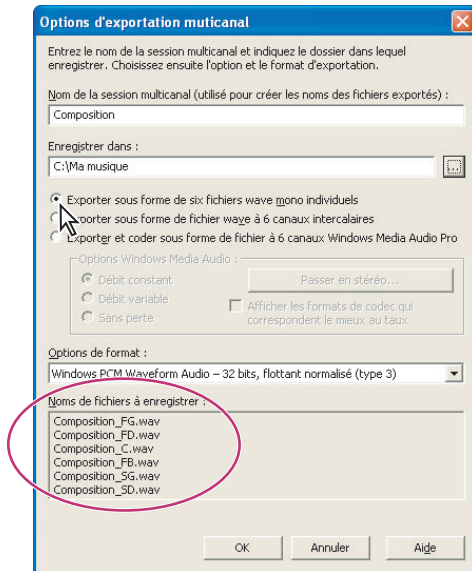 Options d'exportation muticanal
Entrez le nom de la session multicanal et indiquez le dossier dans lequel
enregistrer. Choisissez ensuite l'option et le format d'exportation.
Nom de la session multicanal (utilisé pour créer les noms des fichiers exportés) :
Composition
Enregistrer dans :
C:\Ma musique
...
Exporter sous forme de six fichiers wave mono individuels
Exporter sous forme de fichier wave à 6 canaux intercalaires
Exporter et coder sous forme de fichier à 6 canaux Windows Media Audio Pro
Options Windows Media Audio :
Débit constant
Passer en stéréo...
Débit variable
Afficher les formats de codec qui
correspondent le mieux au taux
Sans perte
Options de format :
Windows PCM Waveform Audio – 32 bits, flottant normalisé (type 3)
Noms de fichiers à enregistrer :
Composition_FG.wav
Composition_FD.wav
Composition_C.wav
Composition_FB.wav
Composition_SG.wav
Composition_SD.wav
OK
Annuler
Aide